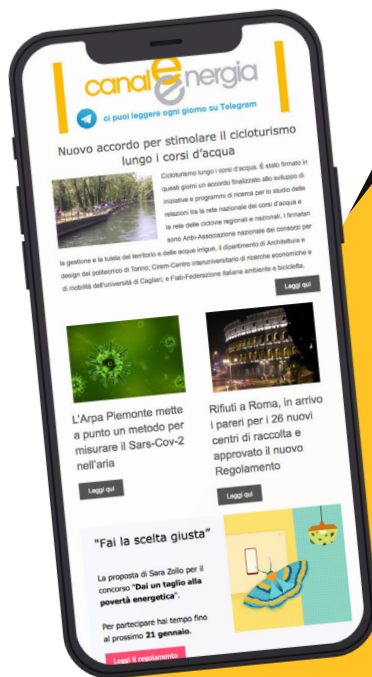 canale nergia
ci puoi leggere ogni giorno su Telegram
Nuovo accordo per stimolare il cicloturismo
lungo i corsi d'acqua
Cicloturismo lungo i corsi d'acqua. È stato firmato in
questi giorni un accordo finalizzato allo sviluppo di
iniziative e programmi di ricerca per lo studio delle
relazioni tra la rete nazionale dei corsi d'acqua e
la rete delle ciclovie regionali e nazionali. I firmatari
sono Anbi-Associazione nazionale dei consorzi per
la gestione e la tutela del territorio e delle acque irrigue, il dipartimento di Architettura e
design del politecnico di Torino; Cirem-Centro interuniversitario di ricerche economiche e
di mobilità dell'università di Cagliari; e Fiab-Federazione italiana ambiente e bicicletta.
Leggi qui
L'Arpa Piemonte mette
a punto un metodo per
misurare il Sars-Cov-2
nell'aria
Leggi qui
Rifiuti a Roma, in arrivo
i pareri per i 26 nuovi
centri di raccolta e
approvato il nuovo
Regolamento
Leggi qui
"Fai la scelta giusta"
La proposta di Sara Zollo per il
concorso "Dai un taglio alla
povertà energetica".
Per partecipare hai tempo fino
al prossimo 21 gennaio.
Leggi il regolamento